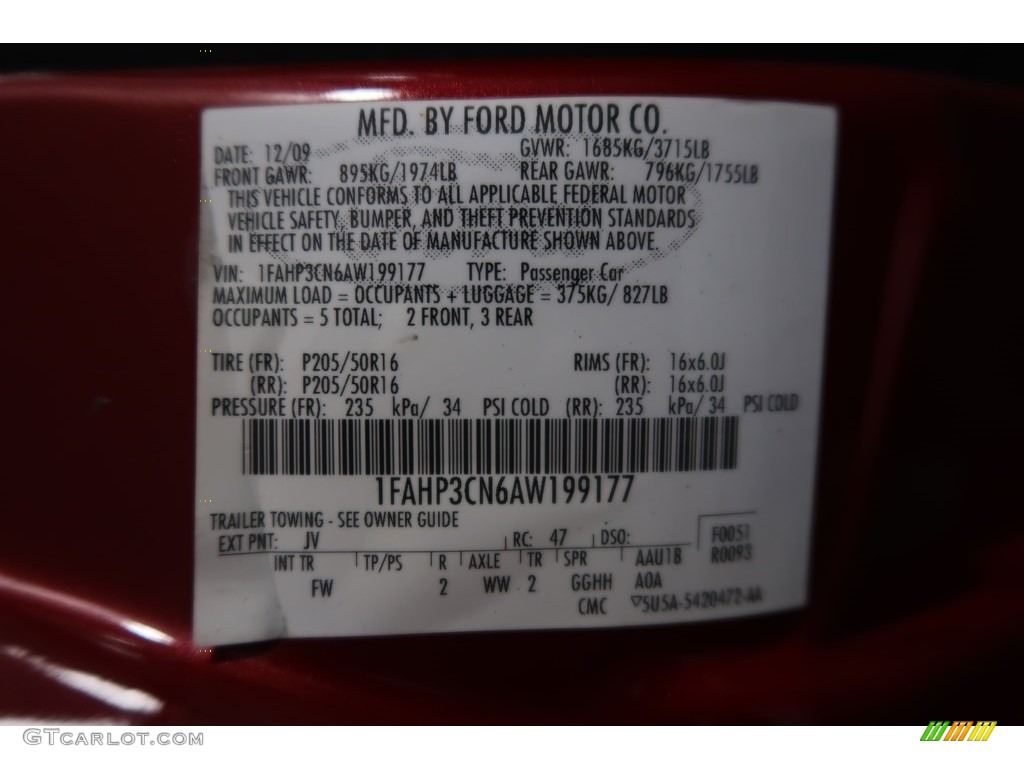 MFD. BY FORD MOTOR CO.
DATE: 12/09 GVWR: 1685KG/3715LB
FRONT GAWR: 895KG/1974LB REAR GAWR: 796KG/1755LB
THIS VEHICLE CONFORMS TO ALL APPLICABLE FEDERAL MOTOR
VEHICLE SAFETY, BUMPER, AND THEFT PREVENTION STANDARDS
IN EFFECT ON THE DATE OF MANUFACTURE SHOWN ABOVE.
VIN: 1FAHP3CN6AW199177 TYPE: Passenger Car
MAXIMUM LOAD = OCCUPANTS + LUGGAGE = 375KG/ 827LB
OCCUPANTS = 5 TOTAL; 2 FRONT, 3 REAR
TIRE (FR): P205/50R16 RIMS (FR): 16x6.0J
(RR): P205/50R16 (RR): 16x6.0J
PRESSURE (FR): 235 kPa/ 34 PSI COLD (RR): 235 kPa/ 34 PSI COLD
1FAHP3CN6AW199177
TRAILER TOWING - SEE OWNER GUIDE
EXT PNT: JV RC: 47 DSO: F0051
R0093
INT TR TP/PS R AXLE TR SPR AAU1B
FW 2 WW 2 GGHH A0A
CMC ▽5U5A-5420472-AA
GTcarlot.com